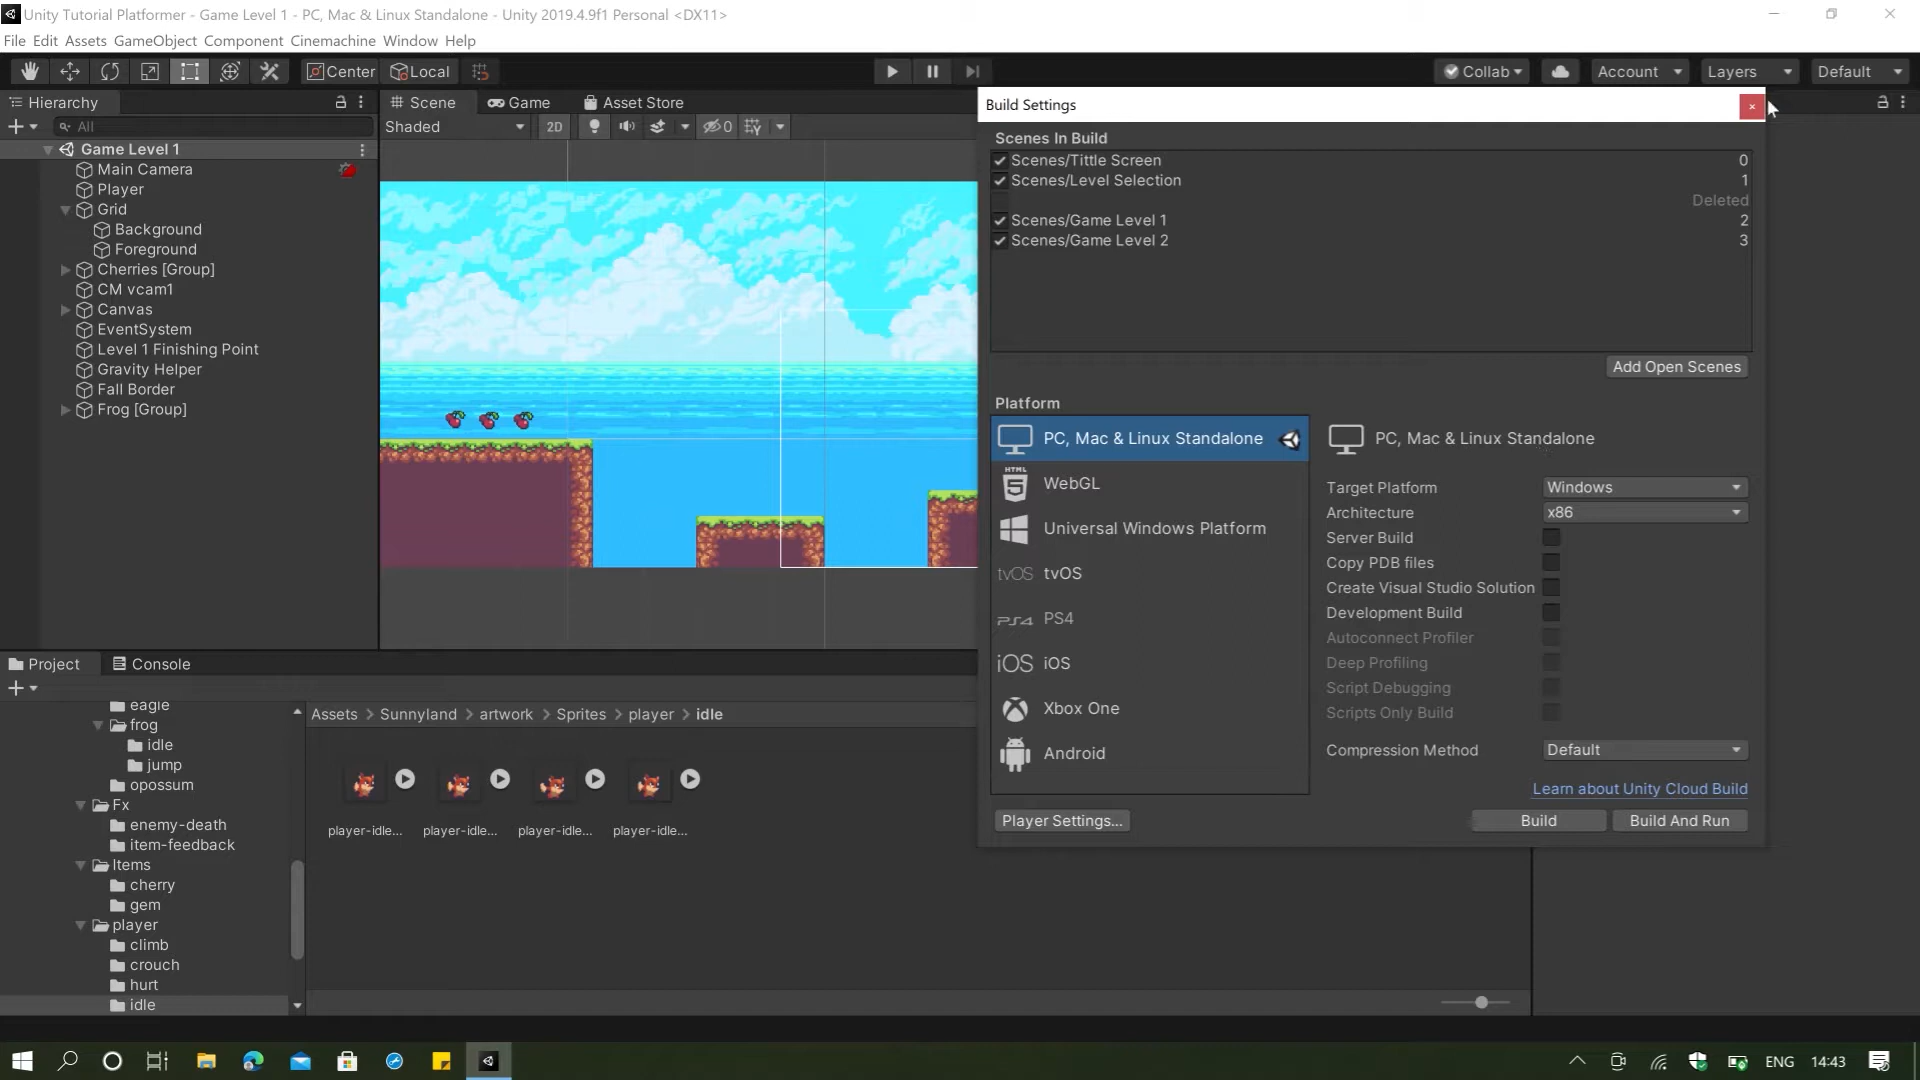 Unity Tutorial Platformer - Game Level 1 - PC, Mac & Linux Standalone - Unity 2019.4.9f1 Personal <DX11>
File Edit Assets GameObject Component Cinemachine Window Help
Center Local Collab Account Layers Default
Hierarchy
All
Game Level 1
Main Camera
Player
Grid
Background
Foreground
Cherries [Group]
CM vcam1
Canvas
EventSystem
Level 1 Finishing Point
Gravity Helper
Fall Border
Frog [Group]
Scene Game Asset Store
Shaded 2D 0
Build Settings
Scenes In Build
Scenes/Tittle Screen 0
Scenes/Level Selection 1
Deleted
Scenes/Game Level 1 2
Scenes/Game Level 2 3
Add Open Scenes
Platform
PC, Mac & Linux Standalone
HTML 5 WebGL
Universal Windows Platform
tvOS tvOS
PS4 PS4
iOS iOS
Xbox One
Android
PC, Mac & Linux Standalone
Target Platform Windows
Architecture x86
Server Build
Copy PDB files
Create Visual Studio Solution
Development Build
Autoconnect Profiler
Deep Profiling
Script Debugging
Scripts Only Build
Compression Method Default
Learn about Unity Cloud Build
Player Settings... Build Build And Run
Project Console
eagle
frog
idle
jump
opossum
Fx
enemy-death
item-feedback
Items
cherry
gem
player
climb
crouch
hurt
idle
Assets > Sunnyland > artwork > Sprites > player > idle
player-idle... player-idle... player-idle... player-idle...
ENG 14:43